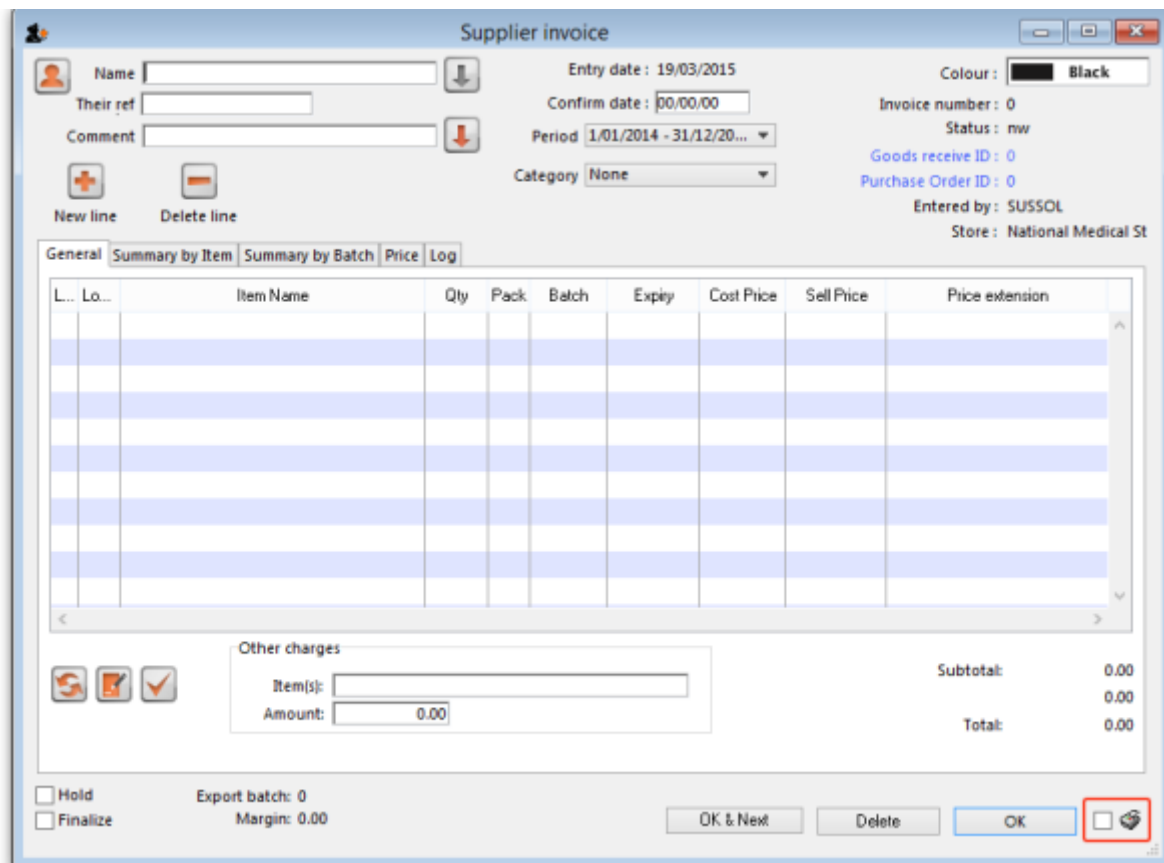 Supplier invoice
Name
Entry date : 19/03/2015
Colour : Black
Their ref
Confirm date : 00/00/00
Invoice number : 0
Comment
Period 1/01/2014 - 31/12/20...
Status : nw
Category None
Goods receive ID : 0
Purchase Order ID : 0
New line Delete line
Entered by : SUSSOL
Store : National Medical St
General Summary by Item Summary by Batch Price Log
L... Lo... Item Name Qty Pack Batch Expiry Cost Price Sell Price Price extension
Other charges
Item(s):
Amount: 0.00
Subtotal: 0.00
0.00
Total: 0.00
Hold
Export batch: 0
Finalize
Margin: 0.00
OK & Next Delete OK